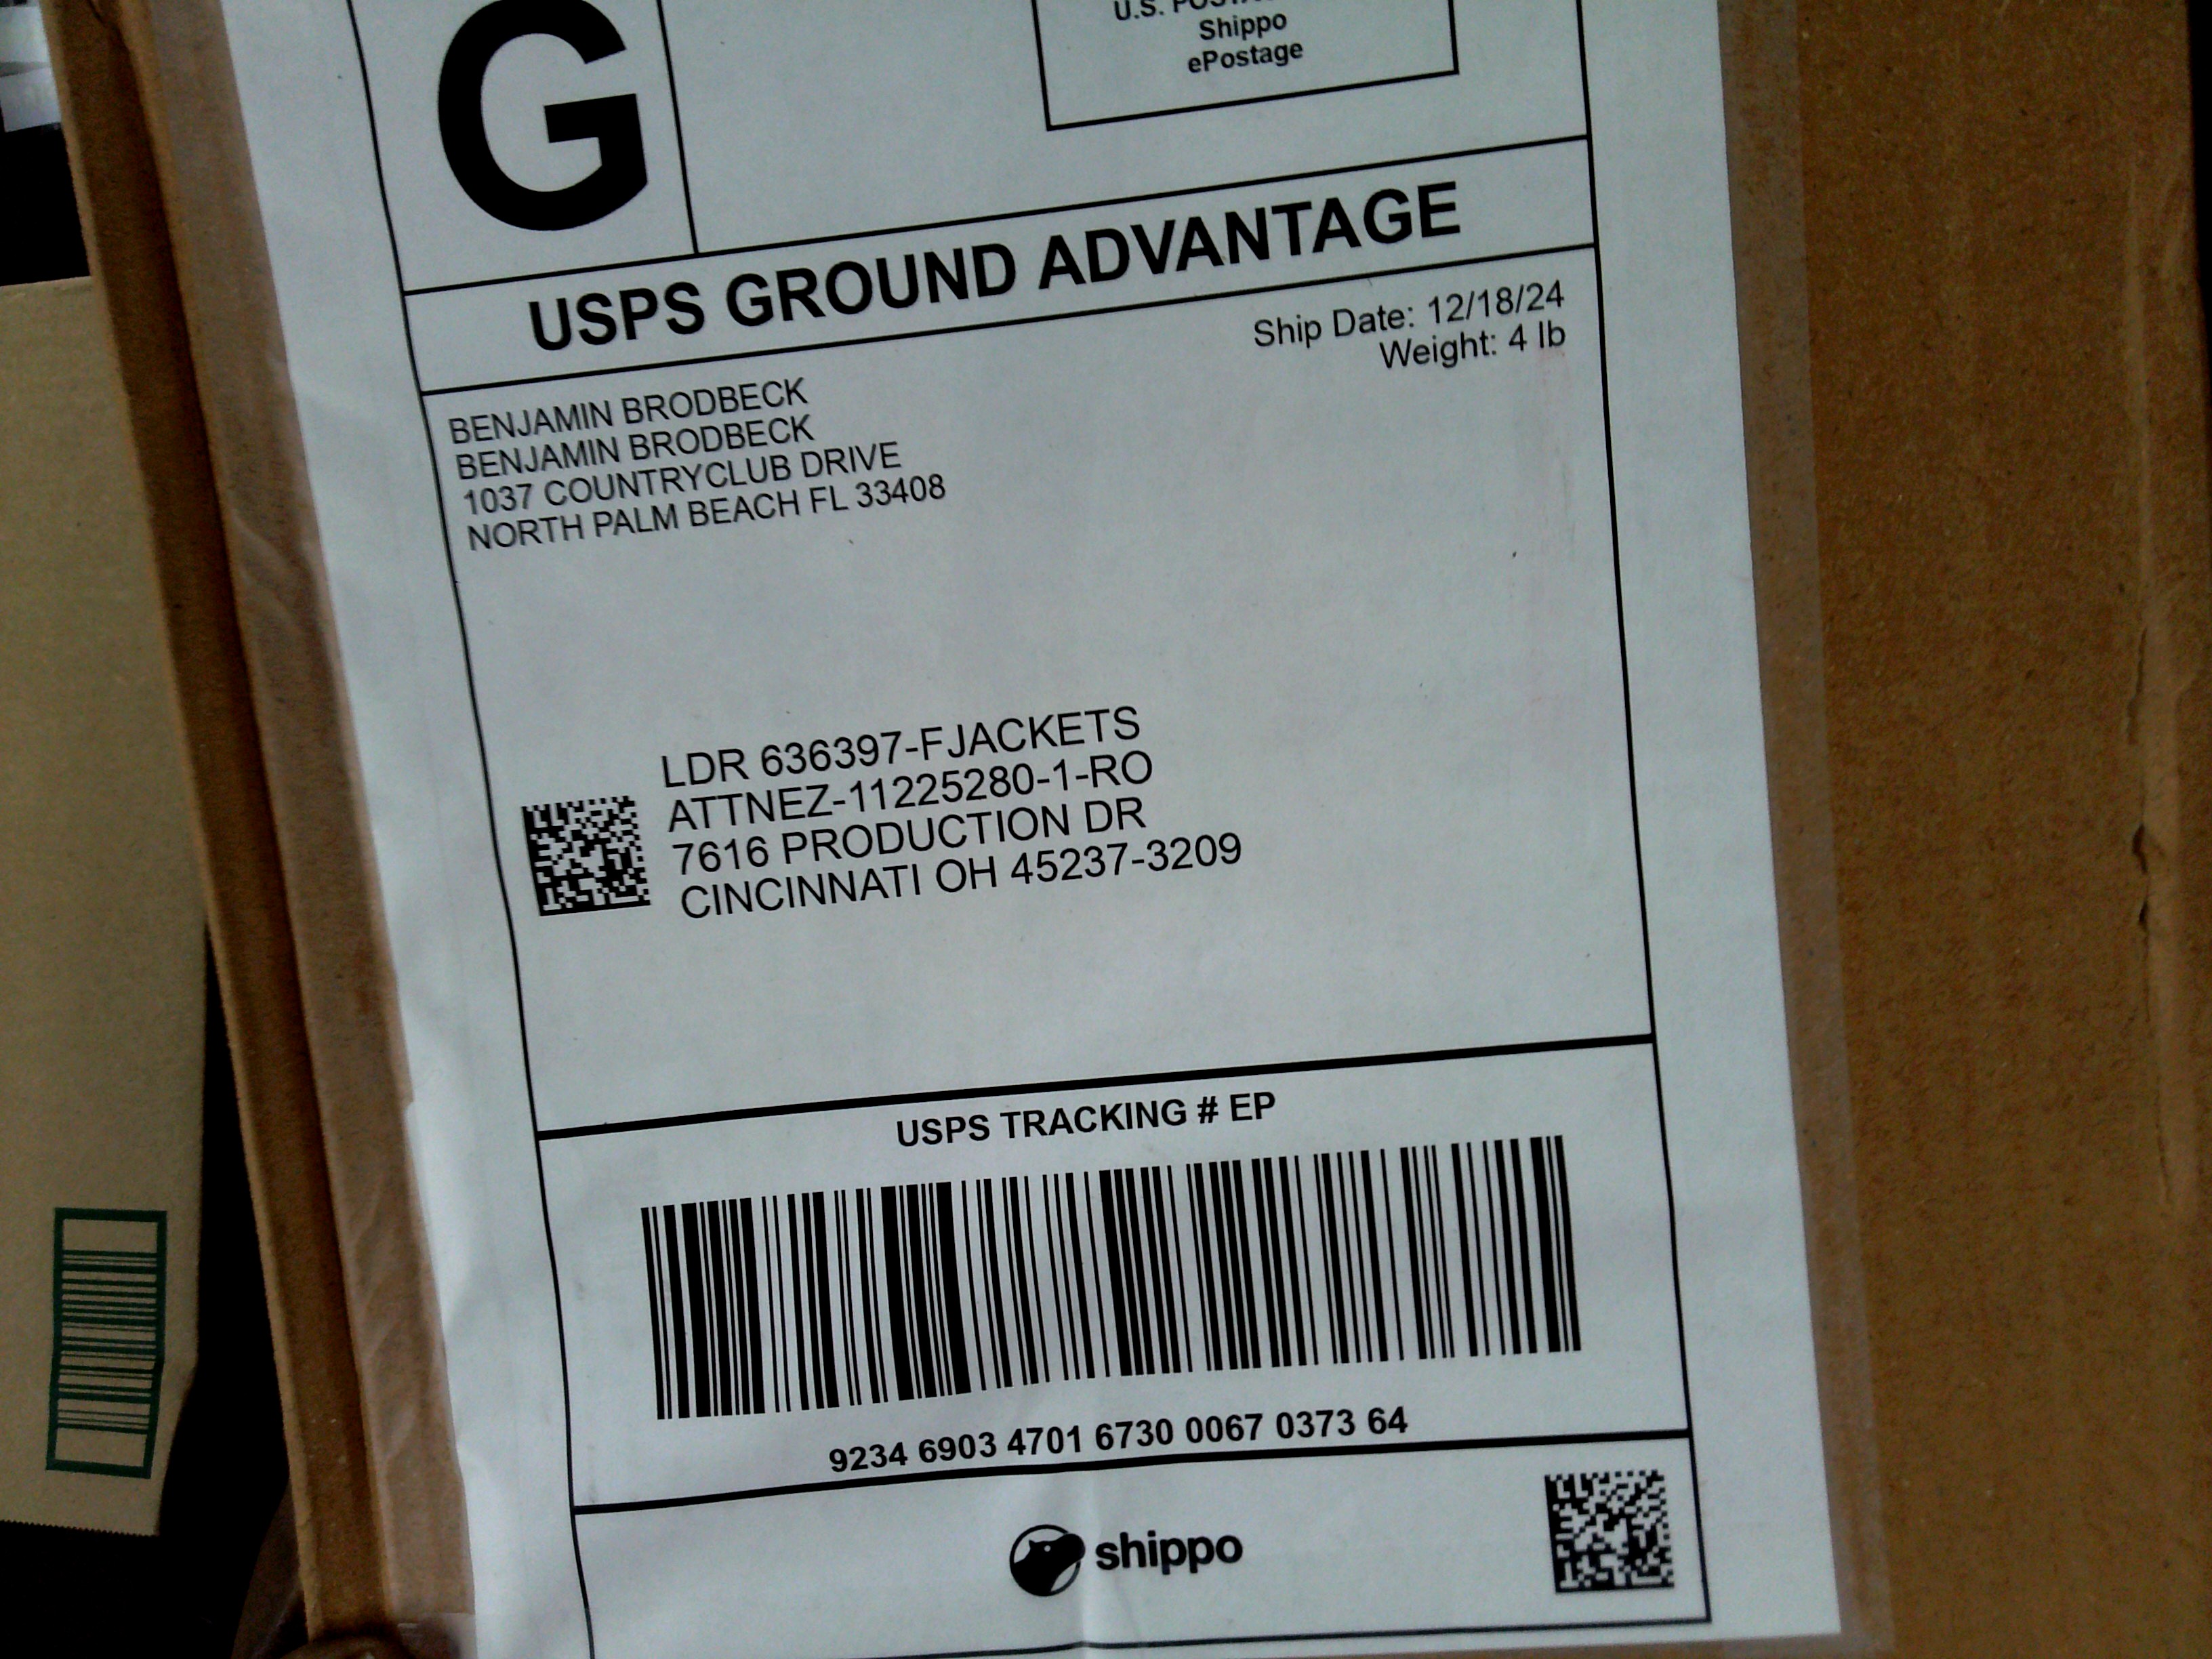 G
U.S.
Shippo
ePostage
USPS GROUND ADVANTAGE
Ship Date: 12/18/24
Weight: 4 lb
BENJAMIN BRODBECK
BENJAMIN BRODBECK
1037 COUNTRYCLUB DRIVE
NORTH PALM BEACH FL 33408
LDR 636397-FJACKETS
ATTNEZ-11225280-1-RO
7616 PRODUCTION DR
CINCINNATI OH 45237-3209
USPS TRACKING # EP
9234 6903 4701 6730 0067 0373 64
shippo